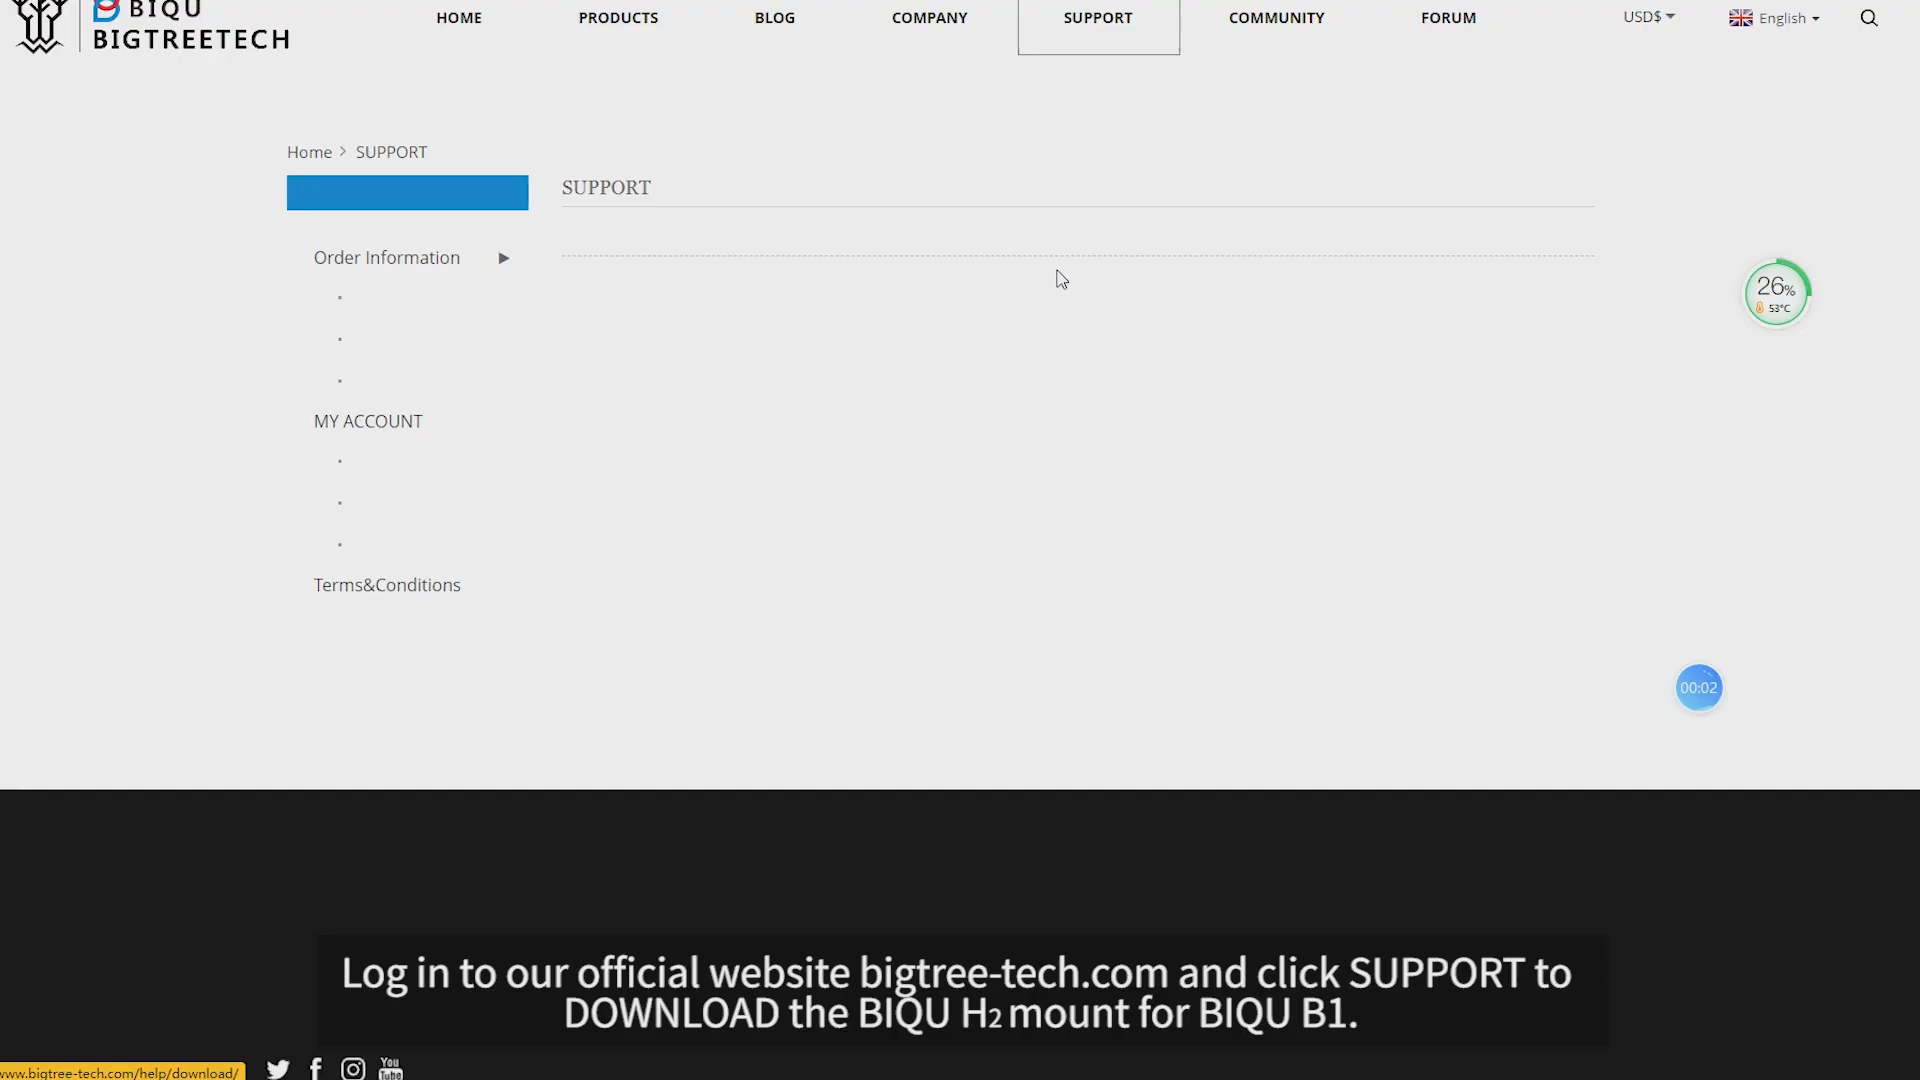 BIQU
BIGTREETECH
HOME
PRODUCTS
BLOG
COMPANY
SUPPORT
COMMUNITY
FORUM
USD$
English
Home > SUPPORT
SUPPORT
Order Information
MY ACCOUNT
Terms&Conditions
26%
53°C
00:02
Log in to our official website bigtree-tech.com and click SUPPORT to
DOWNLOAD the BIQU H2 mount for BIQU B1.
www.bigtree-tech.com/help/download/
You
Tube